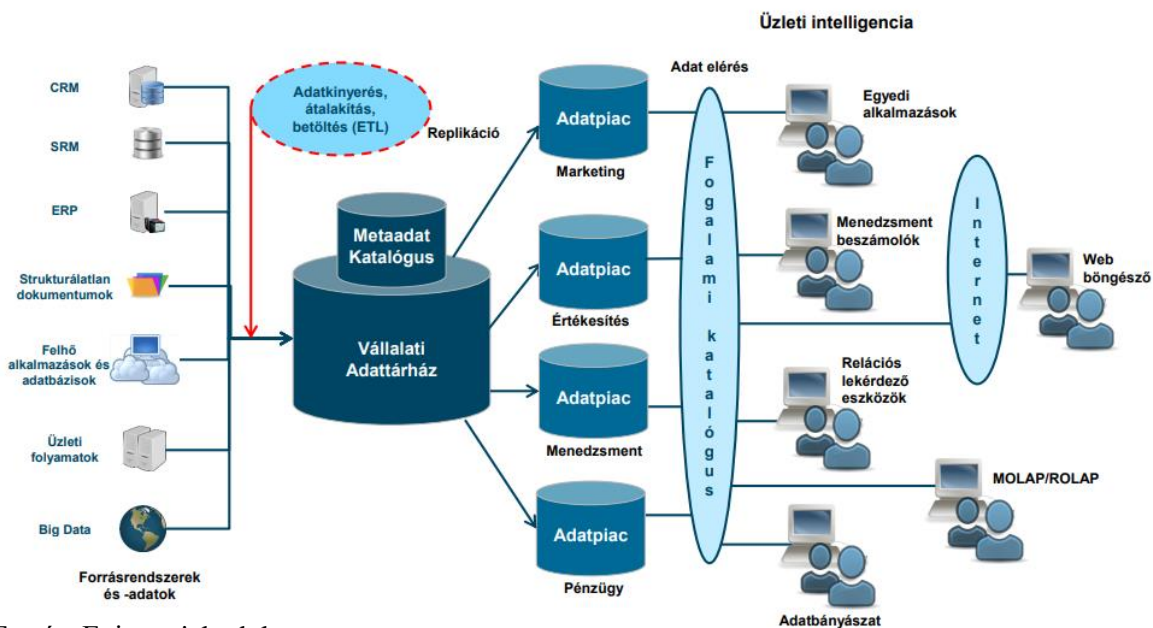 Üzleti intelligencia
CRM
SRM
ERP
Strukturálatlan
dokumentumok
Felhő
alkalmazások és
adatbázisok
Üzleti
folyamatok
Big Data
Forrásrendszerek
és -adatok
Adatkinyerés,
átalakítás,
betöltés (ETL)
Replikáció
Metaadat
Katalógus
Vállalati
Adattárház
Adatpiac
Marketing
Adatpiac
Értékesítés
Adatpiac
Menedzsment
Adatpiac
Pénzügy
Adat elérés
Fogalami katalógus
Egyedi
alkalmazások
Menedzsment
beszámolók
Relációs
lekérdező
eszközök
MOLAP/ROLAP
Adatbányászat
Internet
Web
böngésző